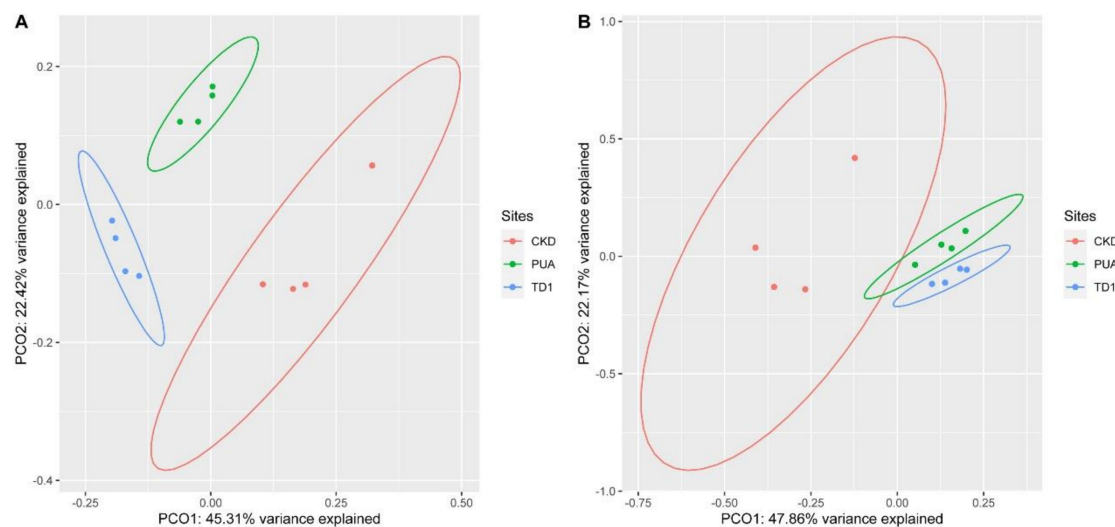 A
0.2
0.0
-0.2
-0.4
PCO2: 22.42% variance explained
-0.25
0.00
0.25
0.50
PCO1: 45.31% variance explained
Sites
CKD
PUA
TD1
B
1.0
0.5
0.0
-0.5
-1.0
PCO2: 22.17% variance explained
-0.75
-0.50
-0.25
0.00
0.25
PCO1: 47.86% variance explained
Sites
CKD
PUA
TD1